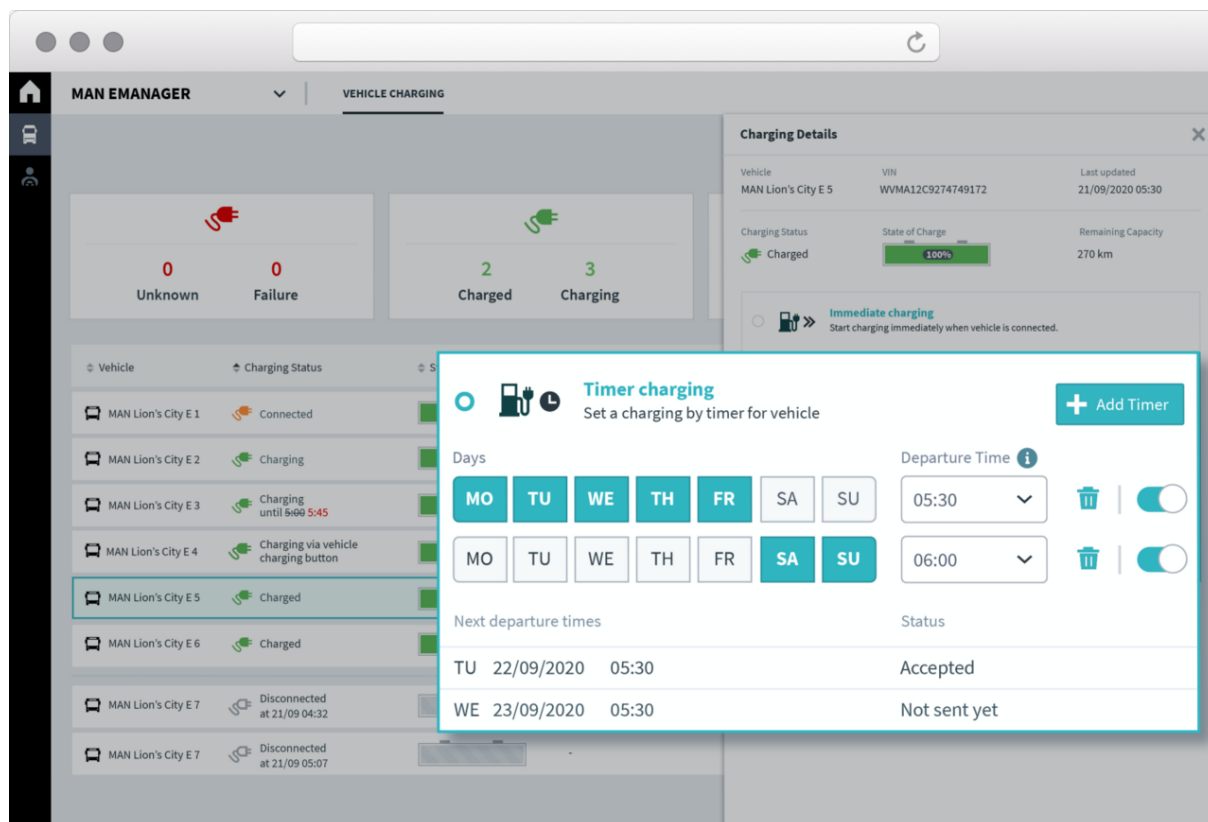 MAN EMANAGER
VEHICLE CHARGING
Charging Details
Vehicle VIN Last updated
MAN Lion's City E 5 WVMA12C9274749172 21/09/2020 05:30
Charging Status State of Charge Remaining Capacity
Charged 100% 270 km
0 0
Unknown Failure
2 3
Charged Charging
Immediate charging
Start charging immediately when vehicle is connected.
Vehicle Charging Status S
MAN Lion's City E 1 Connected
MAN Lion's City E 2 Charging
MAN Lion's City E 3 Charging
until 5:00 5:45
MAN Lion's City E 4 Charging via vehicle
charging button
MAN Lion's City E 5 Charged
MAN Lion's City E 6 Charged
MAN Lion's City E 7 Disconnected
at 21/09 04:32
MAN Lion's City E 7 Disconnected
at 21/09 05:07
-
Timer charging
Set a charging by timer for vehicle
Add Timer
Days Departure Time i
MO TU WE TH FR SA SU 05:30
MO TU WE TH FR SA SU 06:00
Next departure times Status
TU 22/09/2020 05:30 Accepted
WE 23/09/2020 05:30 Not sent yet